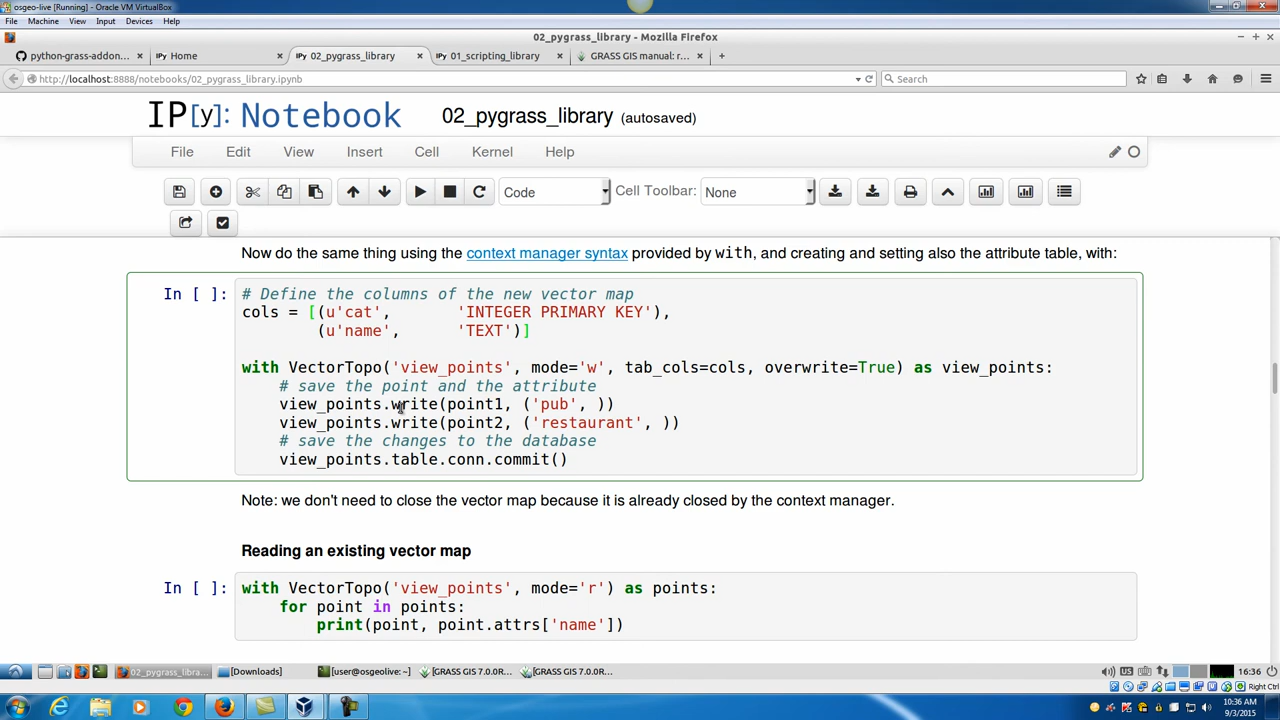 osgeo-live [Running] - Oracle VM VirtualBox
File Machine View Input Devices Help
02_pygrass_library - Mozilla Firefox
python-grass-addon... × IP[y]: Home × IP[y]: 02_pygrass_library × IP[y]: 01_scripting_library × GRASS GIS manual: r... × +
http://localhost:8888/notebooks/02_pygrass_library.ipynb Search
IP[y]: Notebook 02_pygrass_library (autosaved)
File Edit View Insert Cell Kernel Help
Code Cell Toolbar: None
Now do the same thing using the context manager syntax provided by with, and creating and setting also the attribute table, with:
In [ ]: # Define the columns of the new vector map
cols = [(u'cat', 'INTEGER PRIMARY KEY'),
(u'name', 'TEXT')]
with VectorTopo('view_points', mode='w', tab_cols=cols, overwrite=True) as view_points:
# save the point and the attribute
view_points.write(point1, ('pub', ))
view_points.write(point2, ('restaurant', ))
# save the changes to the database
view_points.table.conn.commit()
Note: we don't need to close the vector map because it is already closed by the context manager.
Reading an existing vector map
In [ ]: with VectorTopo('view_points', mode='r') as points:
for point in points:
print(point, point.attrs['name'])
02_pygrass_libra... [Downloads] [user@osgeolive: ~] [GRASS GIS 7.0.0R... [GRASS GIS 7.0.0R... US 16:36
Right Ctrl
10:36 AM
9/3/2015